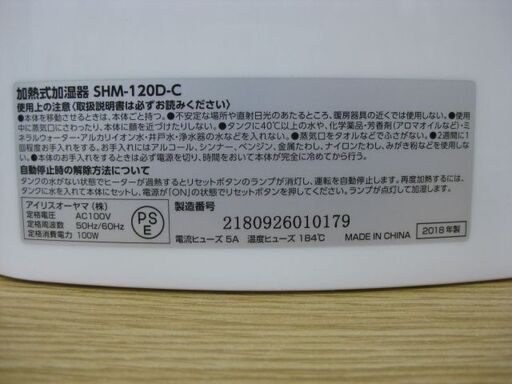 加熱式加湿器 SHM-120D-C
使用上の注意〈取扱説明書は必ずお読みください〉
●本体を移動させるときは、本体ごと持つ。●不安定な場所や直射日光のあたるところ、暖房器具の近くでは使用しない。●使用
中に蒸気口にさわったり、本体に顔を近づけたりしない。●タンクに40℃以上の水や、化学薬品・芳香剤(アロマオイルなど)・ミ
ネラルウォーター・アルカリイオン水・井戸水・浄水器の水などを入れない。●蒸気口をタオルなどでふさがない。●2週間に1
回程度お手入れする。お手入れにはアルコール、シンナー、ベンジン、金属たわし、ナイロンたわし、みがき粉などを使用しな
い。●お手入れするときは必ず電源を切り、時間をおいて本体が完全に冷めてから行う。
自動停止時の解除方法について
タンクの水がない状態でヒーターが過熱するとリセットボタンのランプが消灯し、運転を自動で停止します。再度加湿するには、
タンクに水を入れて本体にセットし、電源「ON」の状態でリセットボタンを押してください。ランプが点灯して加湿します。
アイリスオーヤマ(株)
定格電圧 AC100V
定格周波数 50Hz/60Hz
定格消費電力 100W
PS
E
製造番号
2180926010179
電流ヒューズ 5A 温度ヒューズ 184℃ MADE IN CHINA 2018年製